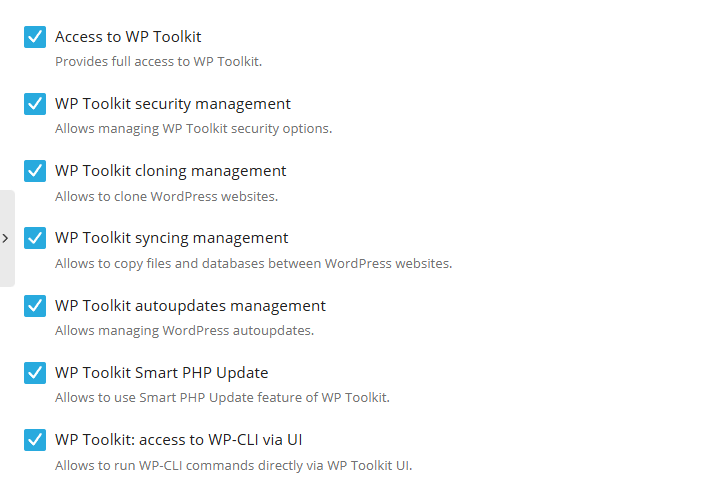 Access to WP Toolkit
Provides full access to WP Toolkit.
WP Toolkit security management
Allows managing WP Toolkit security options.
WP Toolkit cloning management
Allows to clone WordPress websites.
WP Toolkit syncing management
Allows to copy files and databases between WordPress websites.
WP Toolkit autoupdates management
Allows managing WordPress autoupdates.
WP Toolkit Smart PHP Update
Allows to use Smart PHP Update feature of WP Toolkit.
WP Toolkit: access to WP-CLI via UI
Allows to run WP-CLI commands directly via WP Toolkit UI.